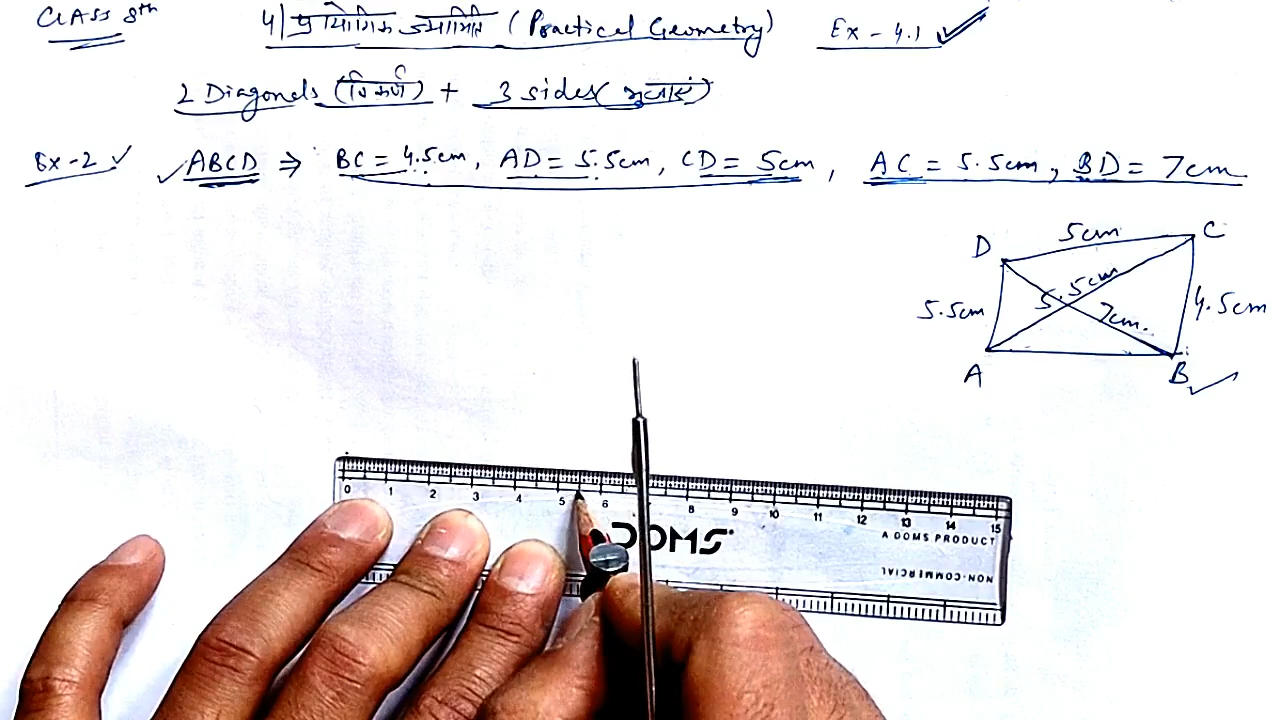 CLASS 8th
4) प्रयोगिक ज्यामिति (Practical Geometry) Ex - 4.1
2 Diagonals (विकर्ण) + 3 sides (भुजाएं)
Ex-2 ABCD ⇒ BC = 4.5cm, AD = 5.5cm, CD = 5cm, AC = 5.5cm, BD = 7cm
5cm C
D
5.5cm
5.5cm 7cm. 4.5cm
A B
0 1 2 3 4 5 6 8 9 10 11 12 13 14 15
DOMS
A DOMS PRODUCT
NON-COMMERCIAL